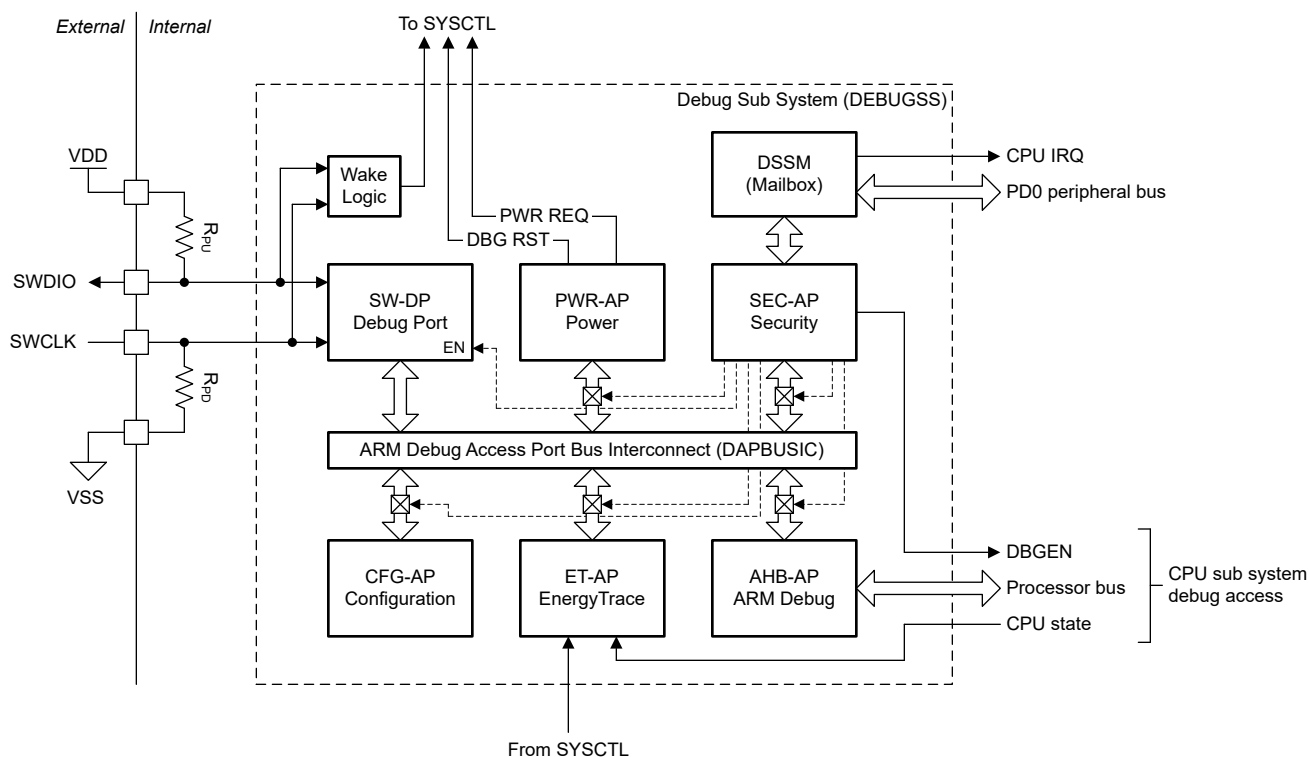 External
Internal
To SYSCTL
Debug Sub System (DEBUGSS)
VDD
Wake
Logic
DSSM
(Mailbox)
CPU IRQ
PD0 peripheral bus
RPU
PWR REQ
DBG RST
SWDIO
SW-DP
Debug Port
EN
PWR-AP
Power
SEC-AP
Security
SWCLK
RPD
ARM Debug Access Port Bus Interconnect (DAPBUSIC)
VSS
CFG-AP
Configuration
ET-AP
EnergyTrace
AHB-AP
ARM Debug
DBGEN
Processor bus
CPU state
CPU sub system
debug access
From SYSCTL